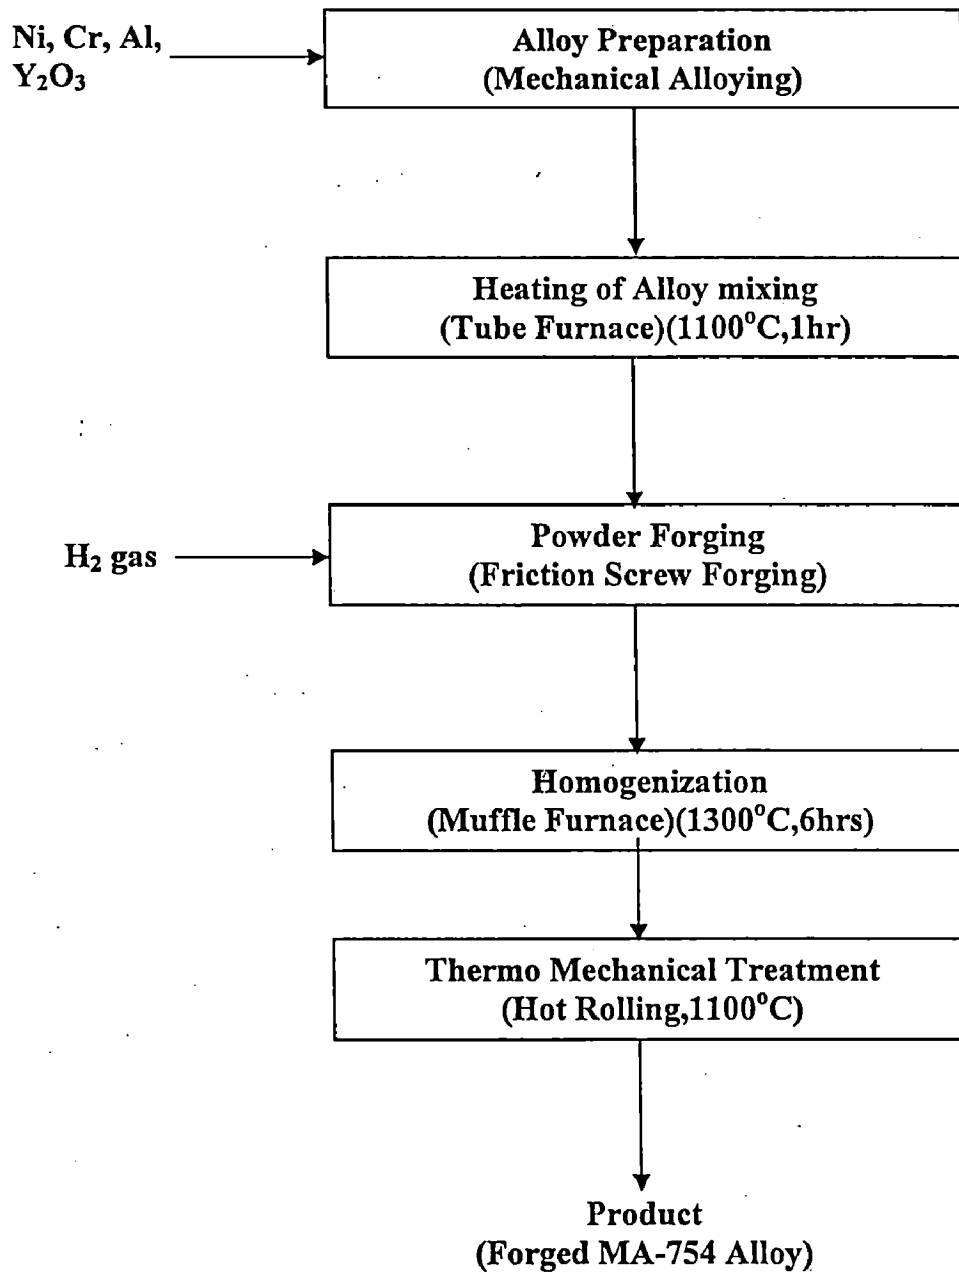 Ni, Cr, Al,
Y₂O₃
Alloy Preparation
(Mechanical Alloying)
Heating of Alloy mixing
(Tube Furnace)(1100°C,1hr)
H₂ gas
Powder Forging
(Friction Screw Forging)
Homogenization
(Muffle Furnace)(1300°C,6hrs)
Thermo Mechanical Treatment
(Hot Rolling,1100°C)
Product
(Forged MA-754 Alloy)